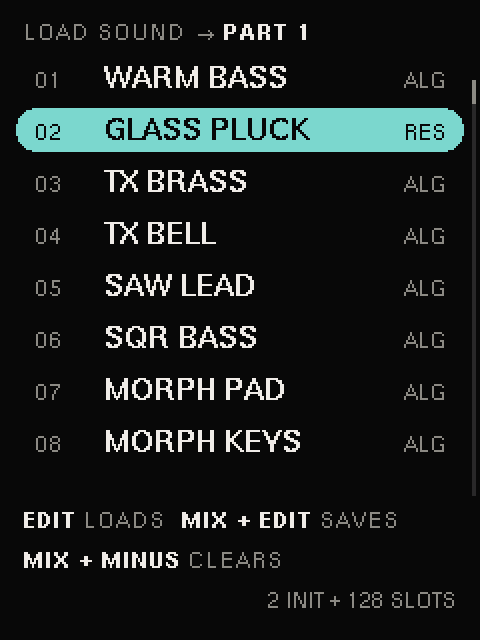 LOAD SOUND → PART 1
01 WARM BASS ALG
02 GLASS PLUCK RES
03 TX BRASS ALG
04 TX BELL ALG
05 SAW LEAD ALG
06 SQR BASS ALG
07 MORPH PAD ALG
08 MORPH KEYS ALG
EDIT LOADS MIX + EDIT SAVES
MIX + MINUS CLEARS
2 INIT + 128 SLOTS